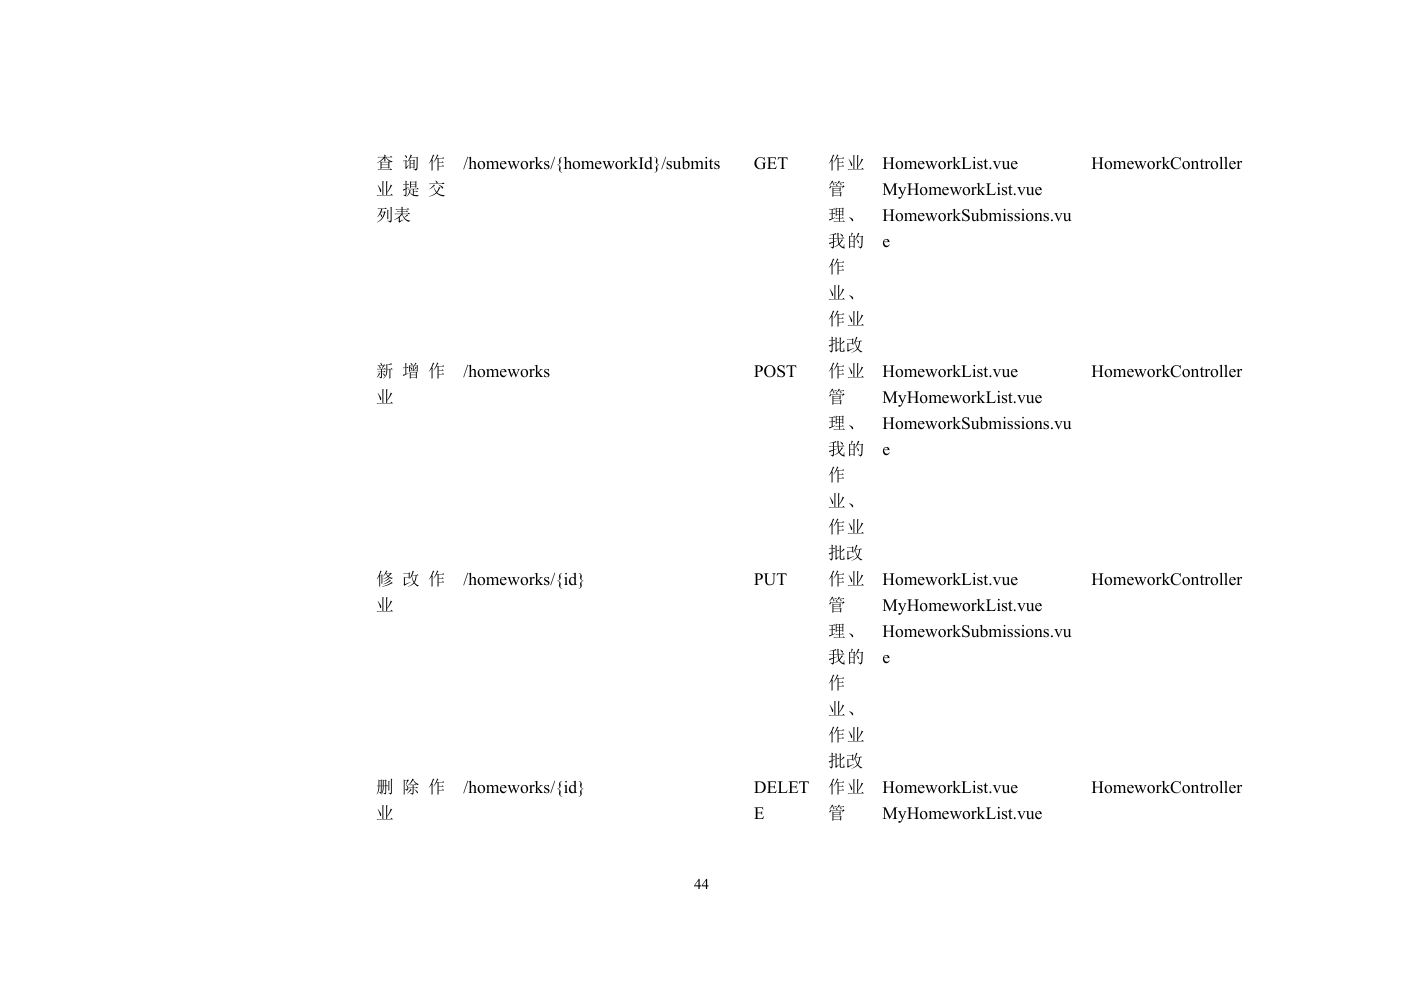 查询作 /homeworks/{homeworkId}/submits GET 作业 HomeworkList.vue HomeworkController
业提交 管 MyHomeworkList.vue
列表 理、 HomeworkSubmissions.vu
我的 e
作
业、
作业
批改
新增作 /homeworks POST 作业 HomeworkList.vue HomeworkController
业 管 MyHomeworkList.vue
理、 HomeworkSubmissions.vu
我的 e
作
业、
作业
批改
修改作 /homeworks/{id} PUT 作业 HomeworkList.vue HomeworkController
业 管 MyHomeworkList.vue
理、 HomeworkSubmissions.vu
我的 e
作
业、
作业
批改
删除作 /homeworks/{id} DELET 作业 HomeworkList.vue HomeworkController
业 E 管 MyHomeworkList.vue
44